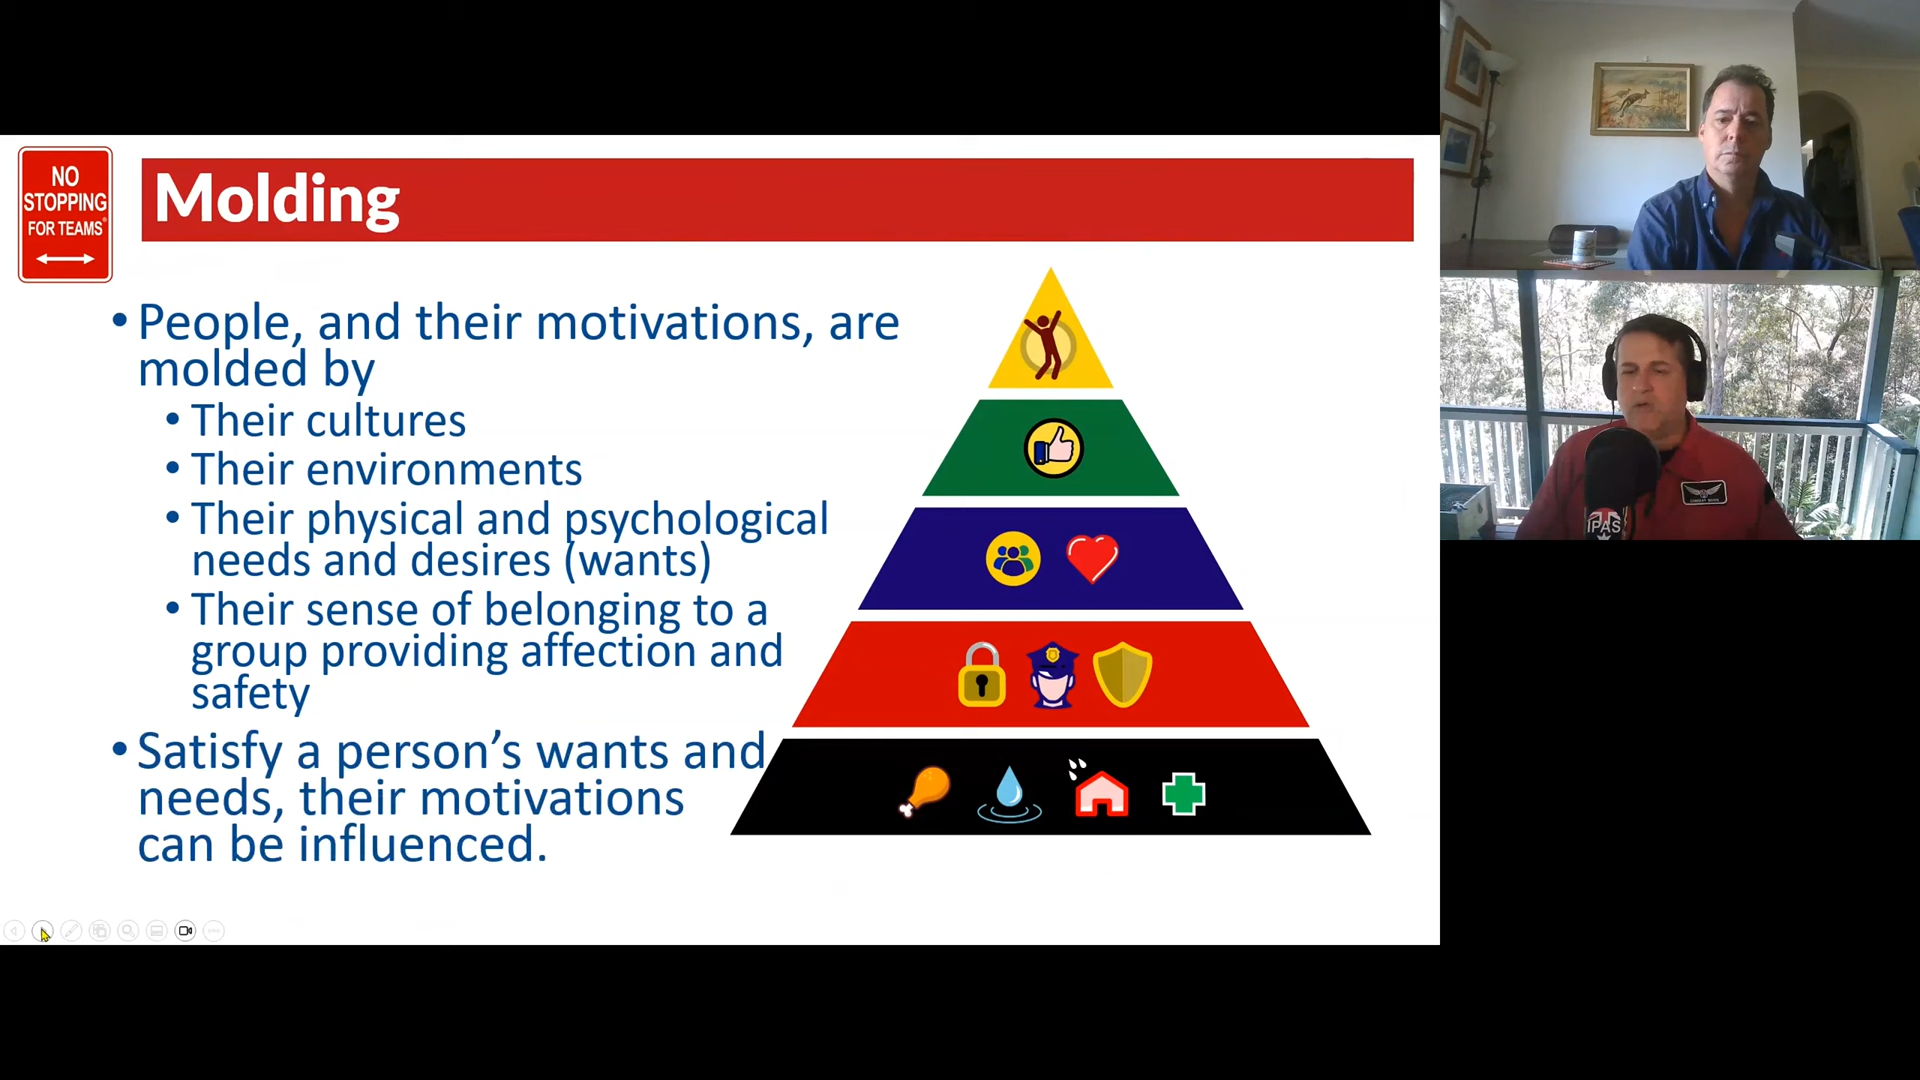 NO
STOPPING
FOR TEAMS®
Molding
• People, and their motivations, are
molded by
• Their cultures
• Their environments
• Their physical and psychological
needs and desires (wants)
• Their sense of belonging to a
group providing affection and
safety
• Satisfy a person’s wants and
needs, their motivations
can be influenced.
IPAS